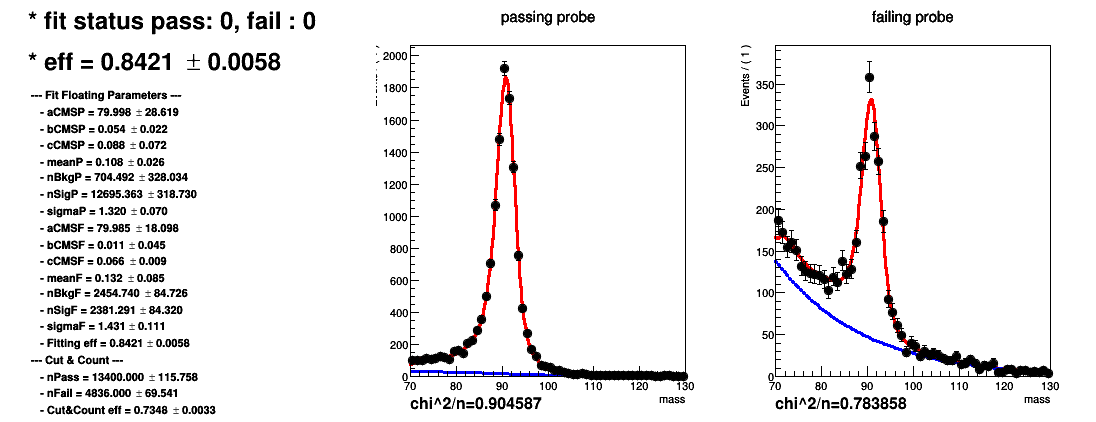 * fit status pass: 0, fail : 0
* eff = 0.8421 ± 0.0058
--- Fit Floating Parameters ---
- aCMSP = 79.998 ± 28.619
- bCMSP = 0.054 ± 0.022
- cCMSP = 0.088 ± 0.072
- meanP = 0.108 ± 0.026
- nBkgP = 704.492 ± 328.034
- nSigP = 12695.363 ± 318.730
- sigmaP = 1.320 ± 0.070
- aCMSF = 79.985 ± 18.098
- bCMSF = 0.011 ± 0.045
- cCMSF = 0.066 ± 0.009
- meanF = 0.132 ± 0.085
- nBkgF = 2454.740 ± 84.726
- nSigF = 2381.291 ± 84.320
- sigmaF = 1.431 ± 0.111
- Fitting eff = 0.8421 ± 0.0058
--- Cut & Count ---
- nPass = 13400.000 ± 115.758
- nFail = 4836.000 ± 69.541
- Cut&Count eff = 0.7348 ± 0.0033
passing probe
2000
1800
1600
1400
1200
1000
800
600
400
200
0
70 80 90 100 110 120 130
mass
chi^2/n=0.904587
failing probe
Events / ( 1 )
350
300
250
200
150
100
50
0
70 80 90 100 110 120 130
mass
chi^2/n=0.783858